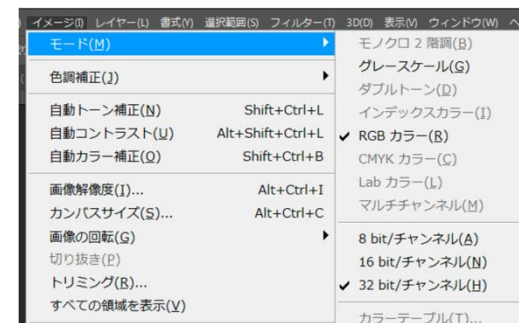 イメージ(I) レイヤー(L) 書式(Y) 選択範囲(S) フィルター(T) 3D(D) 表示(V) ウィンドウ(W) ヘ
モード(M)
色調補正(J)
自動トーン補正(N) Shift+Ctrl+L
自動コントラスト(U) Alt+Shift+Ctrl+L
自動カラー補正(O) Shift+Ctrl+B
画像解像度(I)... Alt+Ctrl+I
カンバスサイズ(S)... Alt+Ctrl+C
画像の回転(G)
切り抜き(P)
トリミング(R)...
すべての領域を表示(V)
モノクロ 2 階調(B)
グレースケール(G)
ダブルトーン(D)
インデックスカラー(I)
RGB カラー(R)
CMYK カラー(C)
Lab カラー(L)
マルチチャンネル(M)
8 bit/チャンネル(A)
16 bit/チャンネル(N)
32 bit/チャンネル(H)
カラーテーブル(T)...